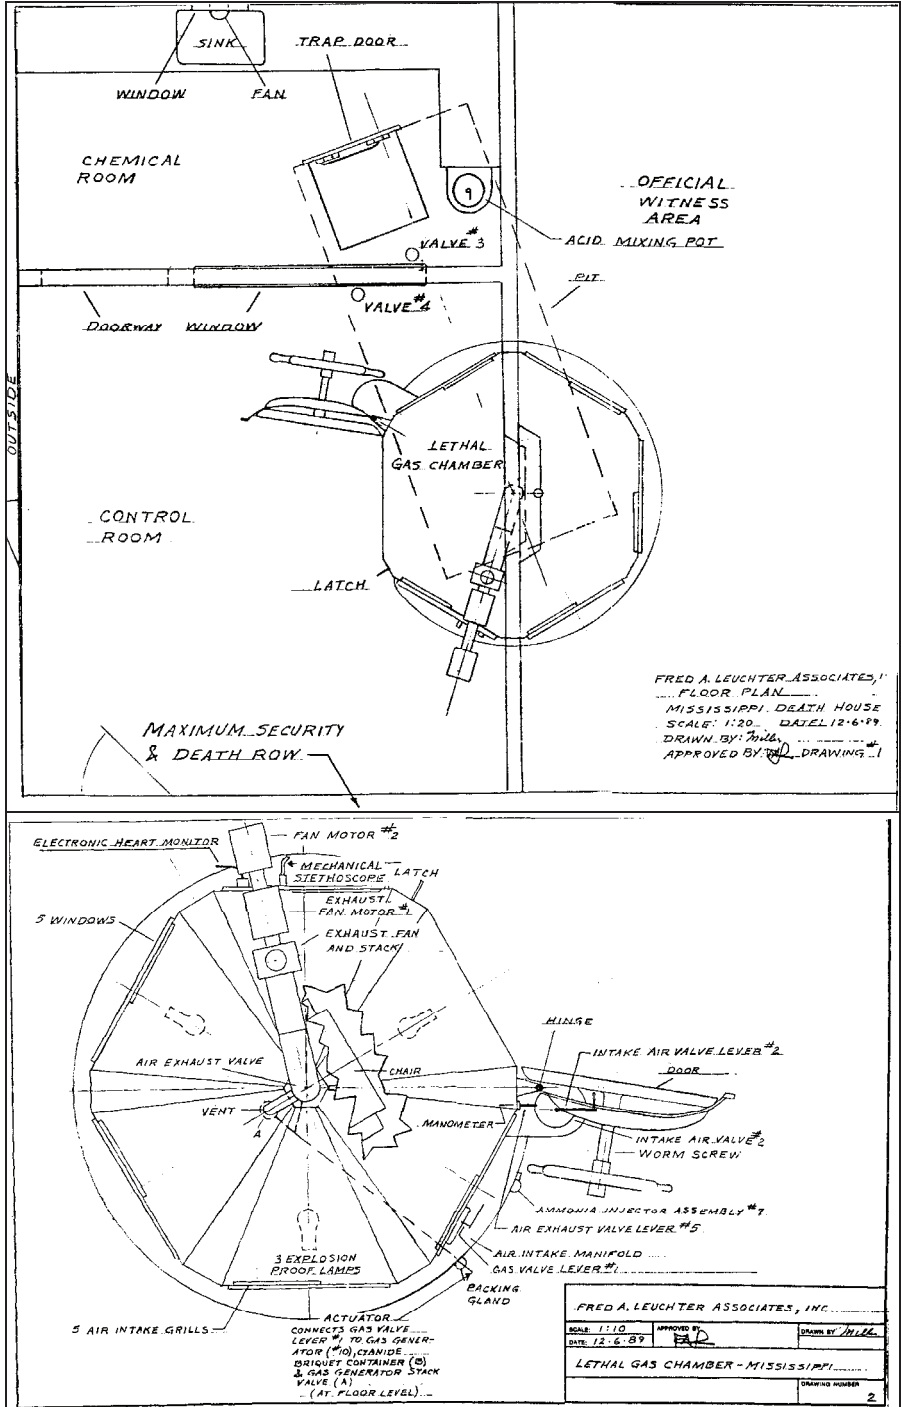 SINK
TRAP DOOR
WINDOW
FAN
CHEMICAL
ROOM
OFFICIAL
WITNESS
AREA
9
VALVE #3
ACID MIXING POT
PIT
VALVE #4
DOORWAY
WINDOW
OUTSIDE
LETHAL
GAS CHAMBER
CONTROL
ROOM
LATCH
FRED A. LEUCHTER ASSOCIATES,
FLOOR PLAN
MISSISSIPPI DEATH HOUSE
SCALE: 1:20 DATE: 12-6-89
DRAWN BY: Miller
APPROVED BY: DRAWING #1
MAXIMUM SECURITY
& DEATH ROW
ELECTRONIC HEART MONITOR
FAN MOTOR #2
MECHANICAL
STETHOSCOPE
LATCH
EXHAUST
FAN MOTOR #1
5 WINDOWS
EXHAUST FAN
AND STACK
HINGE
INTAKE AIR VALVE LEVER #2
DOOR
AIR EXHAUST VALVE
CHAIR
VENT
A
MANOMETER
INTAKE AIR VALVE #2
WORM SCREW
AMMONIA INJECTOR ASSEMBLY #7
AIR EXHAUST VALVE LEVER #5
3 EXPLOSION
PROOF LAMPS
AIR INTAKE MANIFOLD
GAS VALVE LEVER #1
PACKING
GLAND
5 AIR INTAKE GRILLS
ACTUATOR
CONNECTS GAS VALVE
LEVER #1 TO GAS GENER-
ATOR (#10), CYANIDE
BRIQUET CONTAINER (B)
& GAS GENERATOR STACK
VALVE (A)
(AT FLOOR LEVEL)
FRED A. LEUCHTER ASSOCIATES, INC.
SCALE: 1:10
APPROVED BY
DRAWN BY Miller
DATE: 12-6-89
LETHAL GAS CHAMBER - MISSISSIPPI
DRAWING NUMBER
2